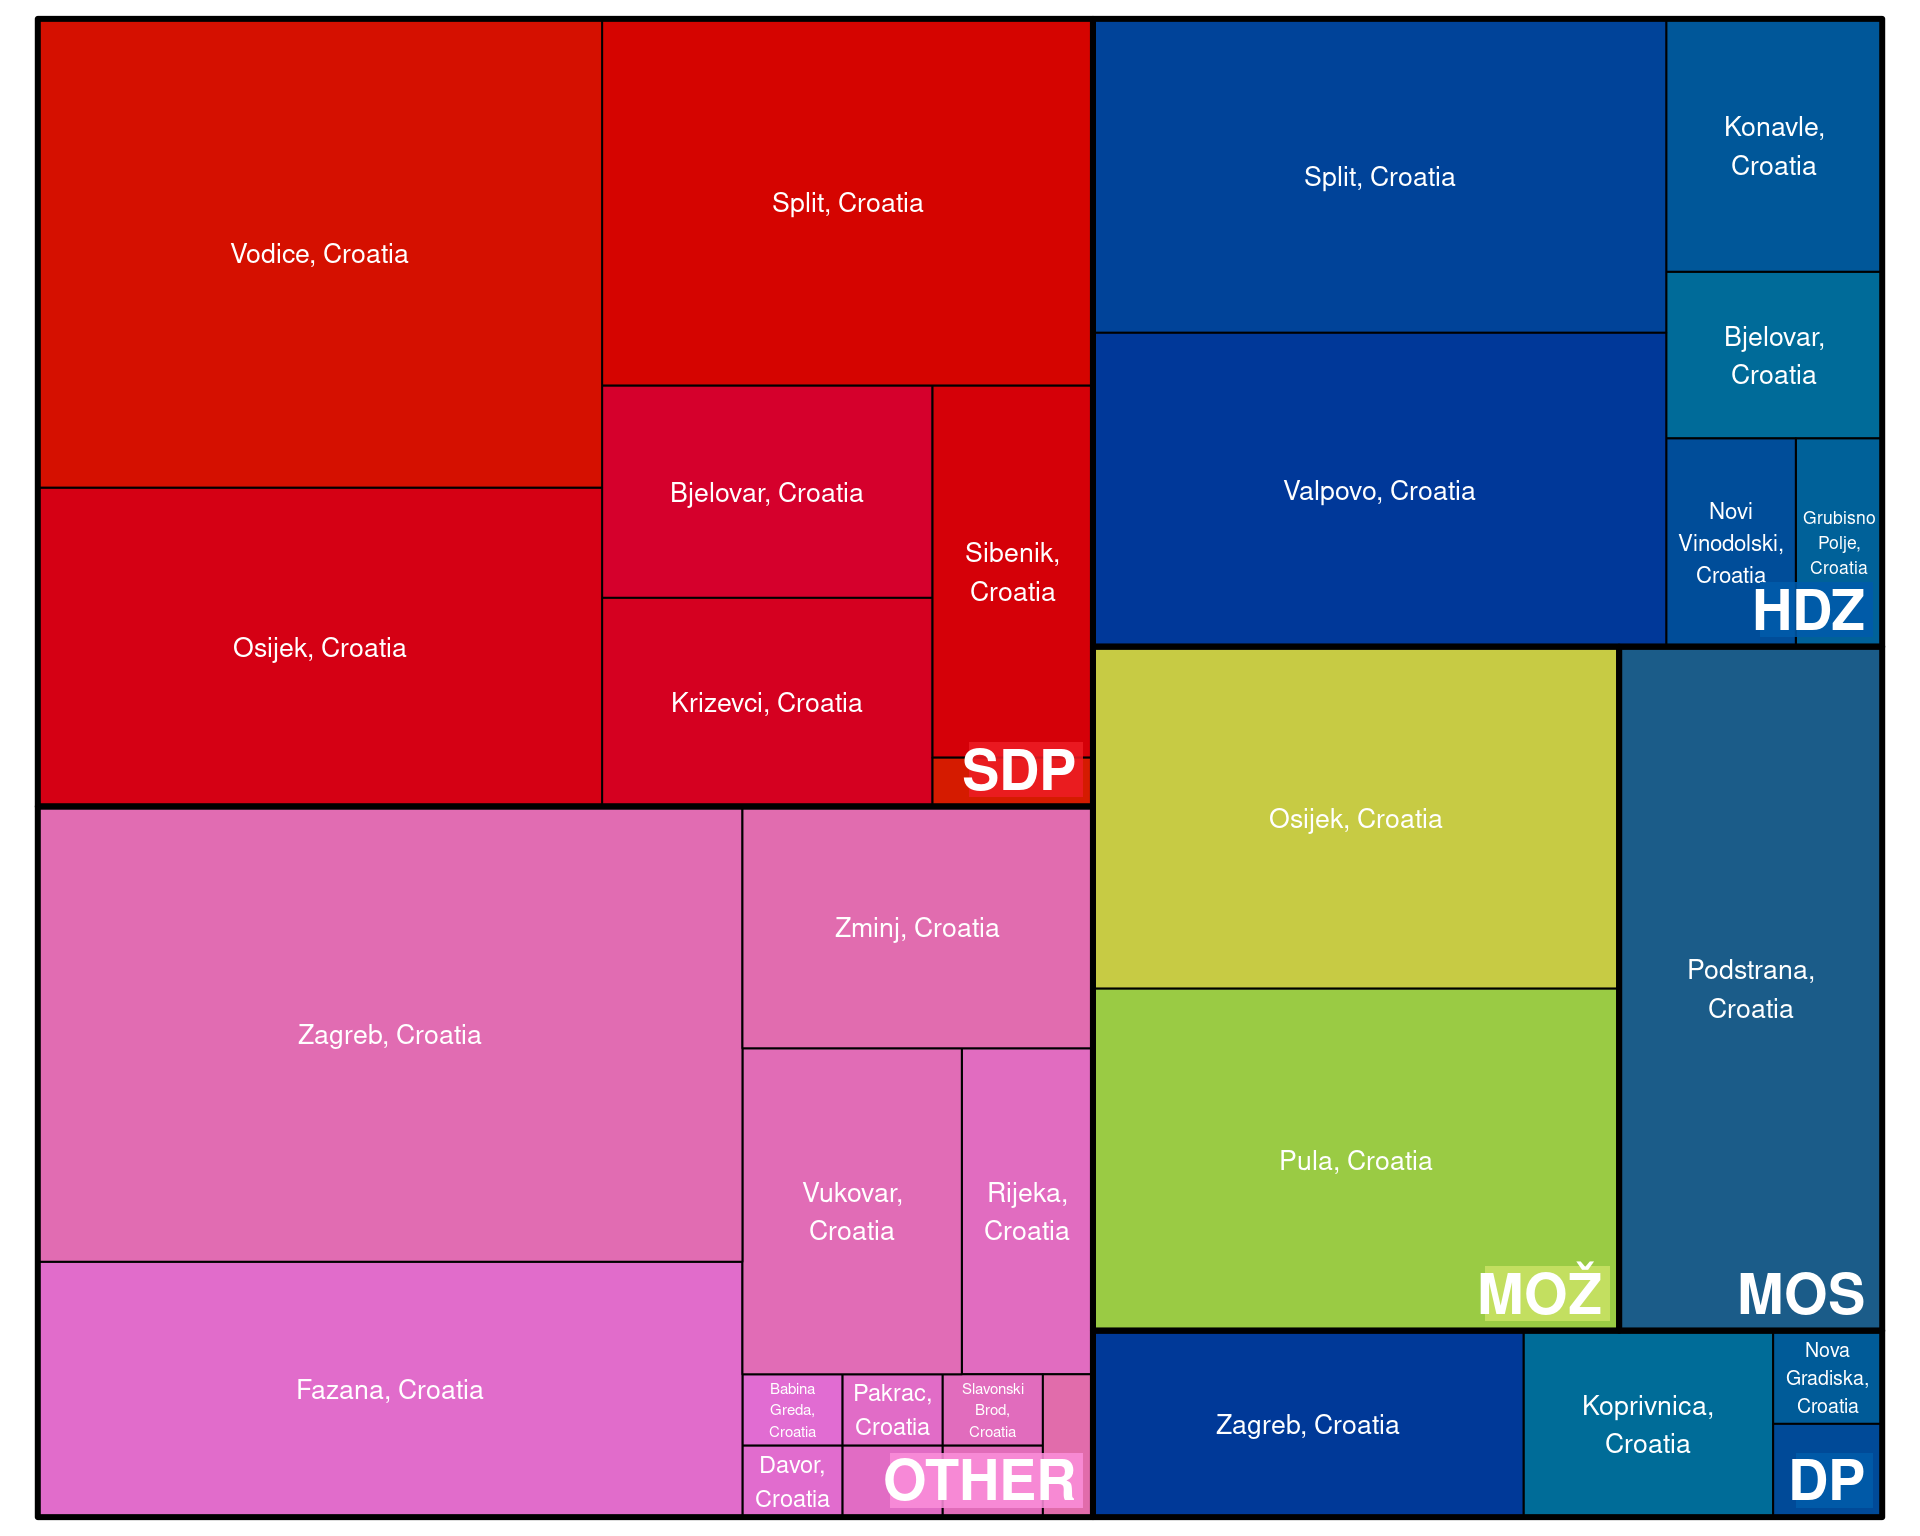 Vodice, Croatia
Split, Croatia
Osijek, Croatia
Bjelovar, Croatia
Krizevci, Croatia
Sibenik,
Croatia
SDP
Split, Croatia
Valpovo, Croatia
Konavle,
Croatia
Bjelovar,
Croatia
Novi
Vinodolski,
Croatia
Grubisno
Polje,
Croatia
HDZ
Zagreb, Croatia
Fazana, Croatia
Zminj, Croatia
Vukovar,
Croatia
Rijeka,
Croatia
Babina
Greda,
Croatia
Pakrac,
Croatia
Slavonski
Brod,
Croatia
Davor,
Croatia
OTHER
Osijek, Croatia
Pula, Croatia
MOŽ
Podstrana,
Croatia
MOS
Zagreb, Croatia
Koprivnica,
Croatia
Nova
Gradiska,
Croatia
DP